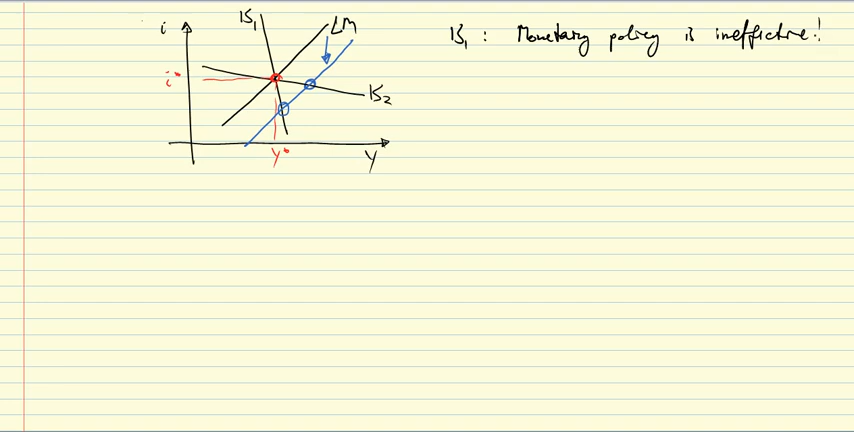 i
IS₁
LM
i*
IS₂
Y*
Y
IS₁ : Monetary policy is ineffective!